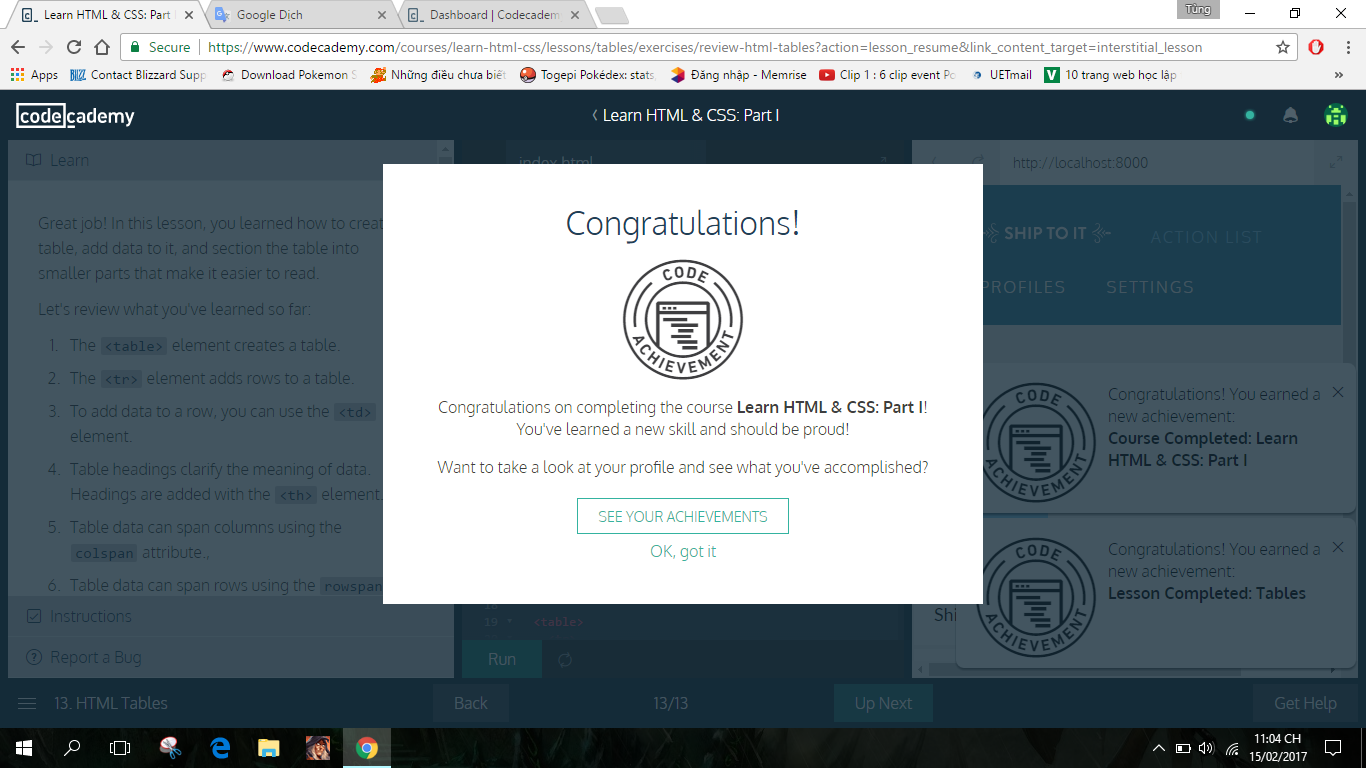 Learn HTML & CSS: Part I
Google Dịch
Dashboard | Codecadem
Tùng
Secure
https://www.codecademy.com/courses/learn-html-css/lessons/tables/exercises/review-html-tables?action=lesson_resume&link_content_target=interstitial_lesson
Apps
Contact Blizzard Supp
Download Pokemon S
Những điều chưa biết
Togepi Pokédex: stats,
Đăng nhập - Memrise
Clip 1 : 6 clip event Po
UETmail
10 trang web học lập
»
codecademy
Learn HTML & CSS: Part I
Learn
index.html
http://localhost:8000
Great job! In this lesson, you learned how to creat
table, add data to it, and section the table into
smaller parts that make it easier to read.
Let's review what you've learned so far:
1. The <table> element creates a table.
2. The <tr> element adds rows to a table.
3. To add data to a row, you can use the <td>
element.
4. Table headings clarify the meaning of data.
Headings are added with the <th> element.
5. Table data can span columns using the
colspan attribute.,
6. Table data can span rows using the rowspan
Instructions
Report a Bug
Congratulations!
CODE
ACHIEVEMENT
Congratulations on completing the course Learn HTML & CSS: Part I!
You've learned a new skill and should be proud!
Want to take a look at your profile and see what you've accomplished?
SEE YOUR ACHIEVEMENTS
OK, got it
18
19 <table>
Run
SHIP TO IT
ACTION LIST
PROFILES
SETTINGS
CODE
ACHIEVEMENT
Congratulations! You earned a
new achievement:
Course Completed: Learn
HTML & CSS: Part I
Shi
CODE
ACHIEVEMENT
Congratulations! You earned a
new achievement:
Lesson Completed: Tables
13. HTML Tables
Back
13/13
Up Next
Get Help
11:04 CH
15/02/2017